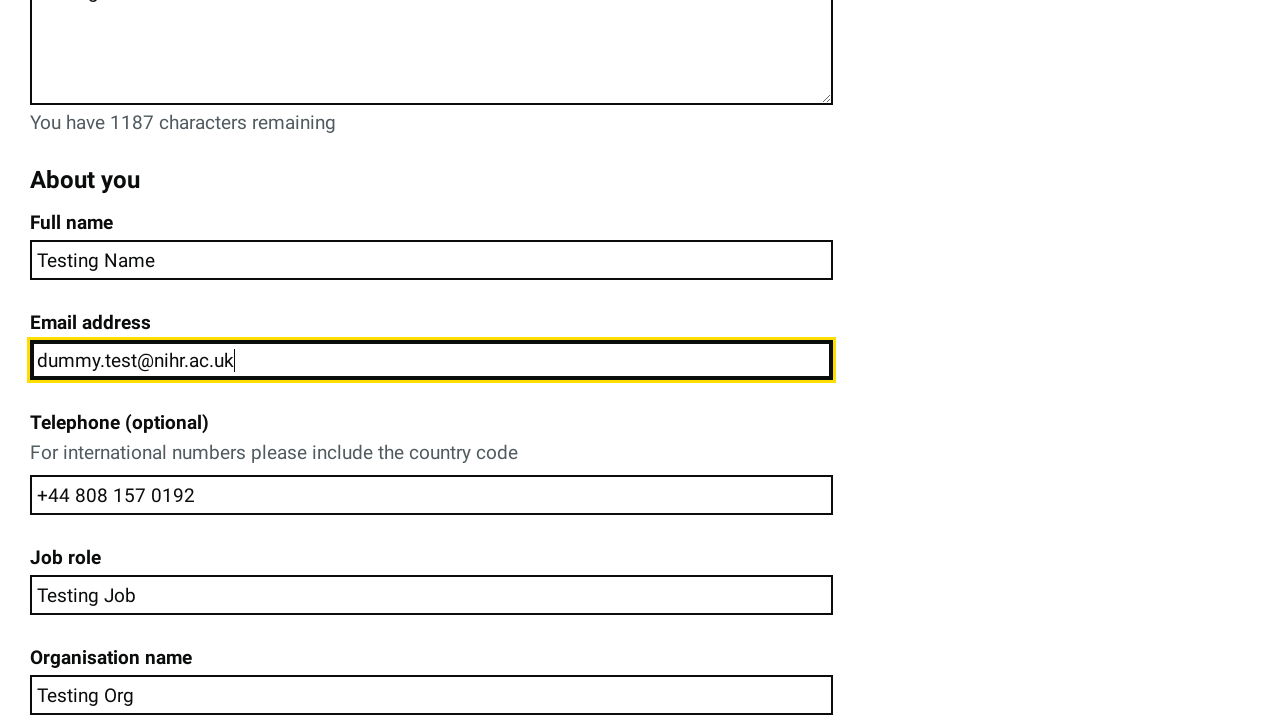 You have 1187 characters remaining
About you
Full name
Testing Name
Email address
dummy.test@nihr.ac.uk
Telephone (optional)
For international numbers please include the country code
+44 808 157 0192
Job role
Testing Job
Organisation name
Testing Org